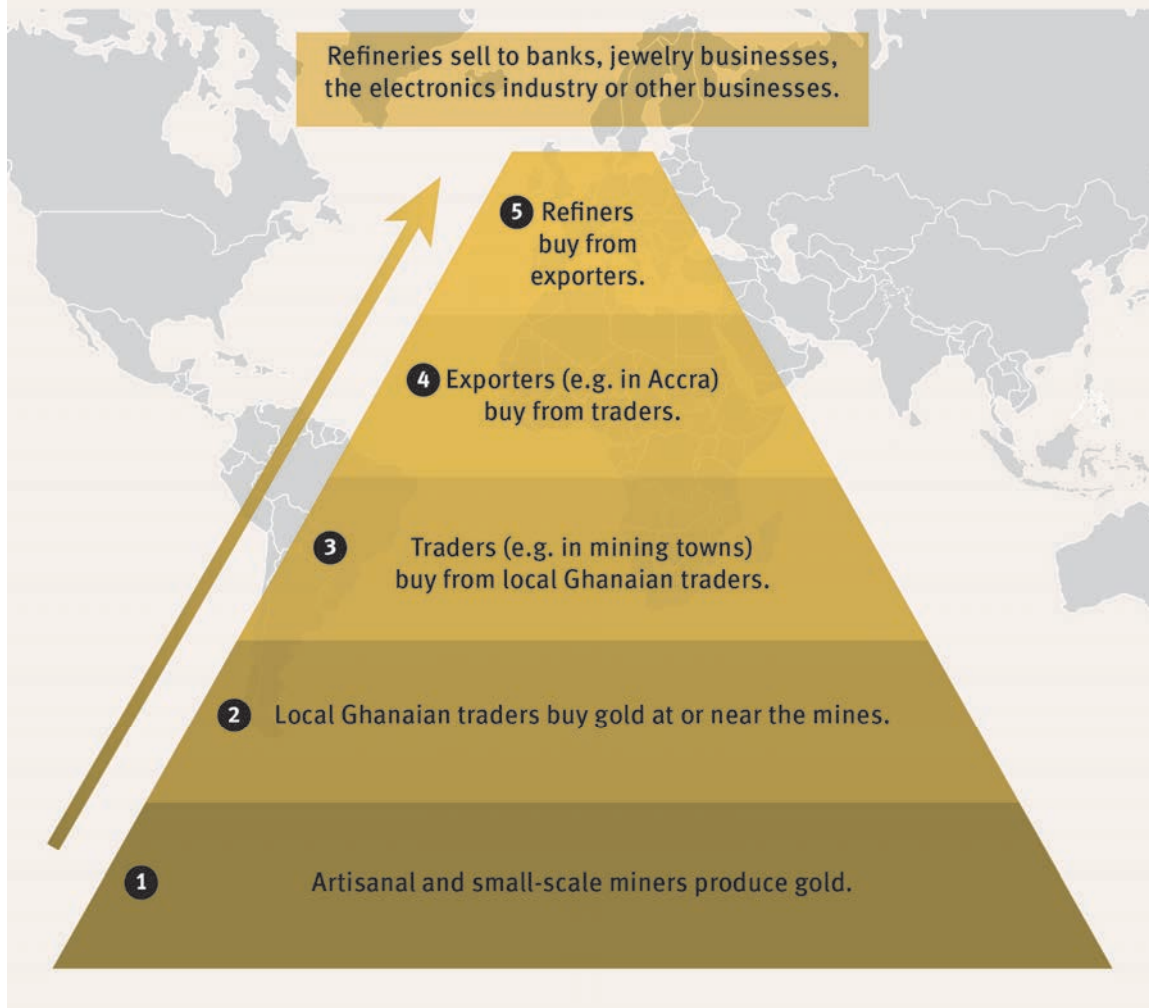 Refineries sell to banks, jewelry businesses,
the electronics industry or other businesses.
5 Refiners
buy from
exporters.
4 Exporters (e.g. in Accra)
buy from traders.
3 Traders (e.g. in mining towns)
buy from local Ghanaian traders.
2 Local Ghanaian traders buy gold at or near the mines.
1 Artisanal and small-scale miners produce gold.